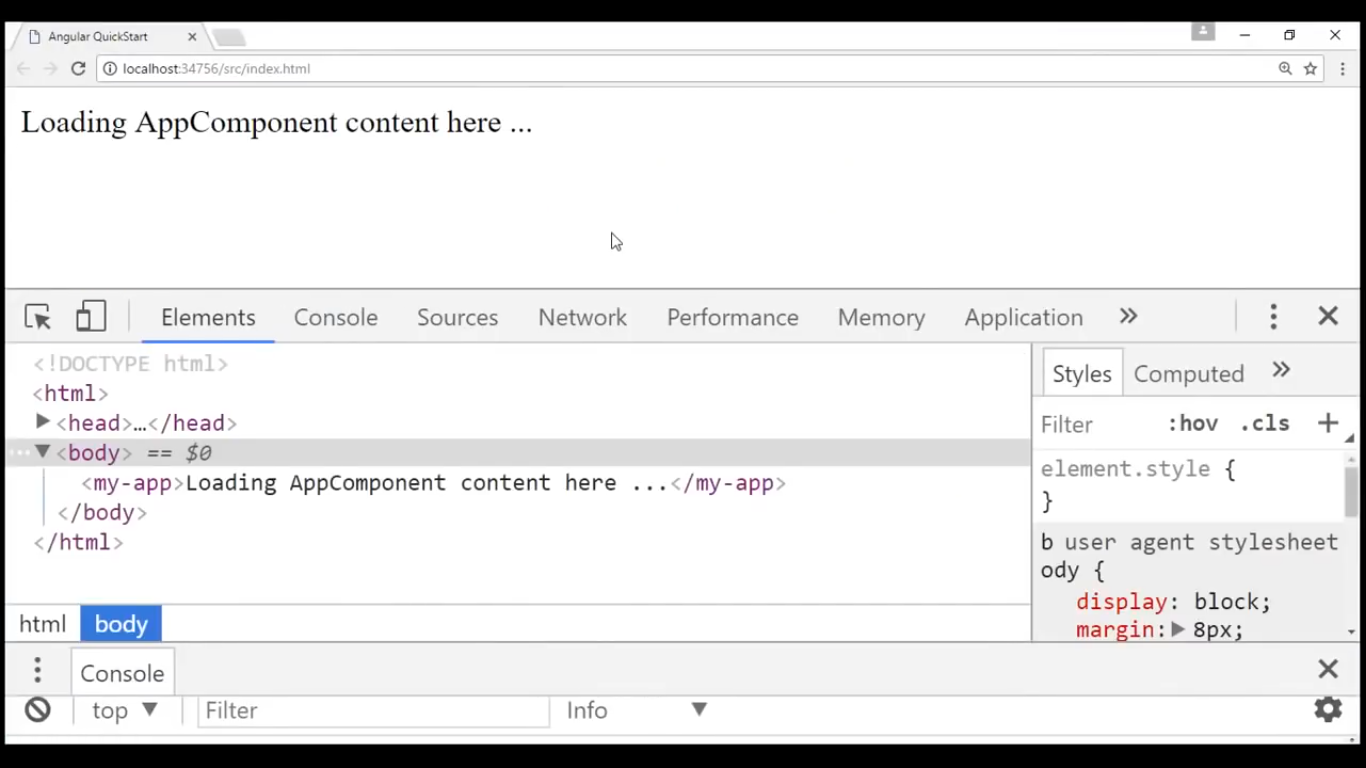 Angular QuickStart
localhost:34756/src/index.html
Loading AppComponent content here ...
Elements Console Sources Network Performance Memory Application »
<!DOCTYPE html>
<html>
<head>…</head>
<body> == $0
<my-app>Loading AppComponent content here ...</my-app>
</body>
</html>
html body
Styles Computed »
Filter :hov .cls +
element.style {
}
b user agent stylesheet
ody {
display: block;
margin: 8px;
Console
top Filter Info